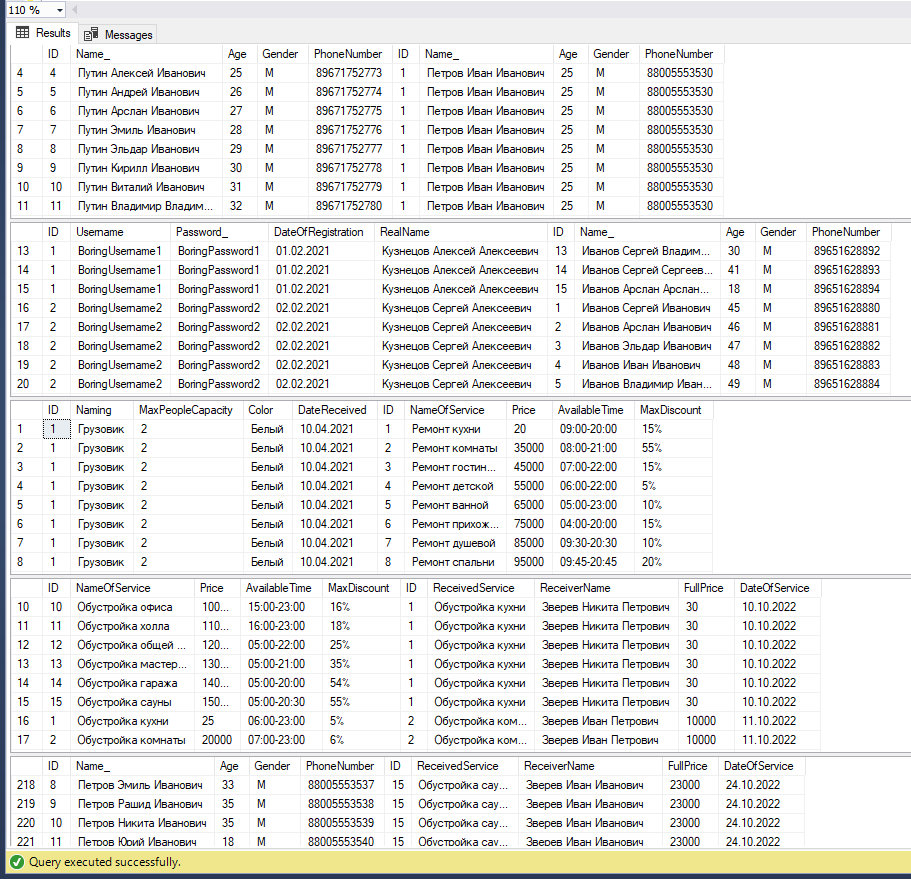 110 %
Results Messages
ID Name_ Age Gender PhoneNumber ID Name_ Age Gender PhoneNumber
4 4 Путин Алексей Иванович 25 М 89671752773 1 Петров Иван Иванович 25 М 88005553530
5 5 Путин Андрей Иванович 26 М 89671752774 1 Петров Иван Иванович 25 М 88005553530
6 6 Путин Арслан Иванович 27 М 89671752775 1 Петров Иван Иванович 25 М 88005553530
7 7 Путин Эмиль Иванович 28 М 89671752776 1 Петров Иван Иванович 25 М 88005553530
8 8 Путин Эльдар Иванович 29 М 89671752777 1 Петров Иван Иванович 25 М 88005553530
9 9 Путин Кирилл Иванович 30 М 89671752778 1 Петров Иван Иванович 25 М 88005553530
10 10 Путин Виталий Иванович 31 М 89671752779 1 Петров Иван Иванович 25 М 88005553530
11 11 Путин Владимир Владим... 32 М 89671752780 1 Петров Иван Иванович 25 М 88005553530
ID Username Password_ DateOfRegistration RealName ID Name_ Age Gender PhoneNumber
13 1 BoringUsername1 BoringPassword1 01.02.2021 Кузнецов Алексей Алексеевич 13 Иванов Сергей Владим... 30 М 89651628892
14 1 BoringUsername1 BoringPassword1 01.02.2021 Кузнецов Алексей Алексеевич 14 Иванов Сергей Сергеев... 41 М 89651628893
15 1 BoringUsername1 BoringPassword1 01.02.2021 Кузнецов Алексей Алексеевич 15 Иванов Арслан Арслан... 18 М 89651628894
16 2 BoringUsername2 BoringPassword2 02.02.2021 Кузнецов Сергей Алексеевич 1 Иванов Сергей Иванович 45 М 89651628880
17 2 BoringUsername2 BoringPassword2 02.02.2021 Кузнецов Сергей Алексеевич 2 Иванов Арслан Иванович 46 М 89651628881
18 2 BoringUsername2 BoringPassword2 02.02.2021 Кузнецов Сергей Алексеевич 3 Иванов Эльдар Иванович 47 М 89651628882
19 2 BoringUsername2 BoringPassword2 02.02.2021 Кузнецов Сергей Алексеевич 4 Иванов Иван Иванович 48 М 89651628883
20 2 BoringUsername2 BoringPassword2 02.02.2021 Кузнецов Сергей Алексеевич 5 Иванов Владимир Иван... 49 М 89651628884
ID Naming MaxPeopleCapacity Color DateReceived ID NameOfService Price AvailableTime MaxDiscount
1 1 Грузовик 2 Белый 10.04.2021 1 Ремонт кухни 20 09:00-20:00 15%
2 1 Грузовик 2 Белый 10.04.2021 2 Ремонт комнаты 35000 08:00-21:00 55%
3 1 Грузовик 2 Белый 10.04.2021 3 Ремонт гостин... 45000 07:00-22:00 15%
4 1 Грузовик 2 Белый 10.04.2021 4 Ремонт детской 55000 06:00-22:00 5%
5 1 Грузовик 2 Белый 10.04.2021 5 Ремонт ванной 65000 05:00-23:00 10%
6 1 Грузовик 2 Белый 10.04.2021 6 Ремонт прихож... 75000 04:00-20:00 15%
7 1 Грузовик 2 Белый 10.04.2021 7 Ремонт душевой 85000 09:30-20:30 10%
8 1 Грузовик 2 Белый 10.04.2021 8 Ремонт спальни 95000 09:45-20:45 20%
ID NameOfService Price AvailableTime MaxDiscount ID ReceivedService ReceiverName FullPrice DateOfService
10 10 Обустройка офиса 100... 15:00-23:00 16% 1 Обустройка кухни Зверев Никита Петрович 30 10.10.2022
11 11 Обустройка холла 110... 16:00-23:00 18% 1 Обустройка кухни Зверев Никита Петрович 30 10.10.2022
12 12 Обустройка общей ... 120... 05:00-22:00 25% 1 Обустройка кухни Зверев Никита Петрович 30 10.10.2022
13 13 Обустройка мастер... 130... 05:00-21:00 35% 1 Обустройка кухни Зверев Никита Петрович 30 10.10.2022
14 14 Обустройка гаража 140... 05:00-20:00 54% 1 Обустройка кухни Зверев Никита Петрович 30 10.10.2022
15 15 Обустройка сауны 150... 05:00-20:30 55% 1 Обустройка кухни Зверев Никита Петрович 30 10.10.2022
16 1 Обустройка кухни 25 06:00-23:00 5% 2 Обустройка ком... Зверев Иван Петрович 10000 11.10.2022
17 2 Обустройка комнаты 20000 07:00-23:00 6% 2 Обустройка ком... Зверев Иван Петрович 10000 11.10.2022
ID Name_ Age Gender PhoneNumber ID ReceivedService ReceiverName FullPrice DateOfService
218 8 Петров Эмиль Иванович 33 М 88005553537 15 Обустройка сау... Зверев Иван Иванович 23000 24.10.2022
219 9 Петров Рашид Иванович 35 М 88005553538 15 Обустройка сау... Зверев Иван Иванович 23000 24.10.2022
220 10 Петров Никита Иванович 35 М 88005553539 15 Обустройка сау... Зверев Иван Иванович 23000 24.10.2022
221 11 Петров Юрий Иванович 18 М 88005553540 15 Обустройка сау... Зверев Иван Иванович 23000 24.10.2022
Query executed successfully.